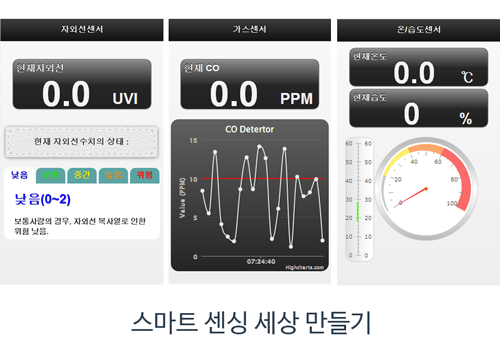 자외선센서
현재자외선
0.0 UVI
현재 자외선수치의 상태 :
낮음 보통 중간 높음 위험
낮음(0~2)
보통사람의 경우, 자외선 복사열로 인한
위험 낮음.
가스센서
현재 CO
0.0 PPM
CO Detertor
Value (PPM)
15
10
5
0
07:24:40
Highcharts.com
온/습도센서
현재온도
0.0 ℃
현재습도
0 %
60
50
40
30
20
10
0
60
50
40
30
20
10
0
0
20
40
60
80
100
스마트 센싱 세상 만들기